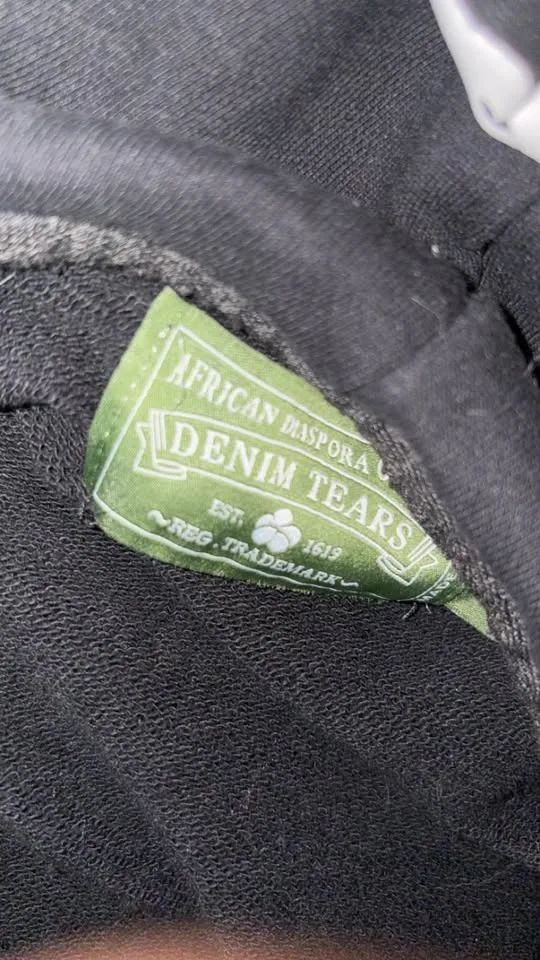 AFRICAN DIASPORA
DENIM TEARS
EST. 1619
~REG. TRADEMARK~